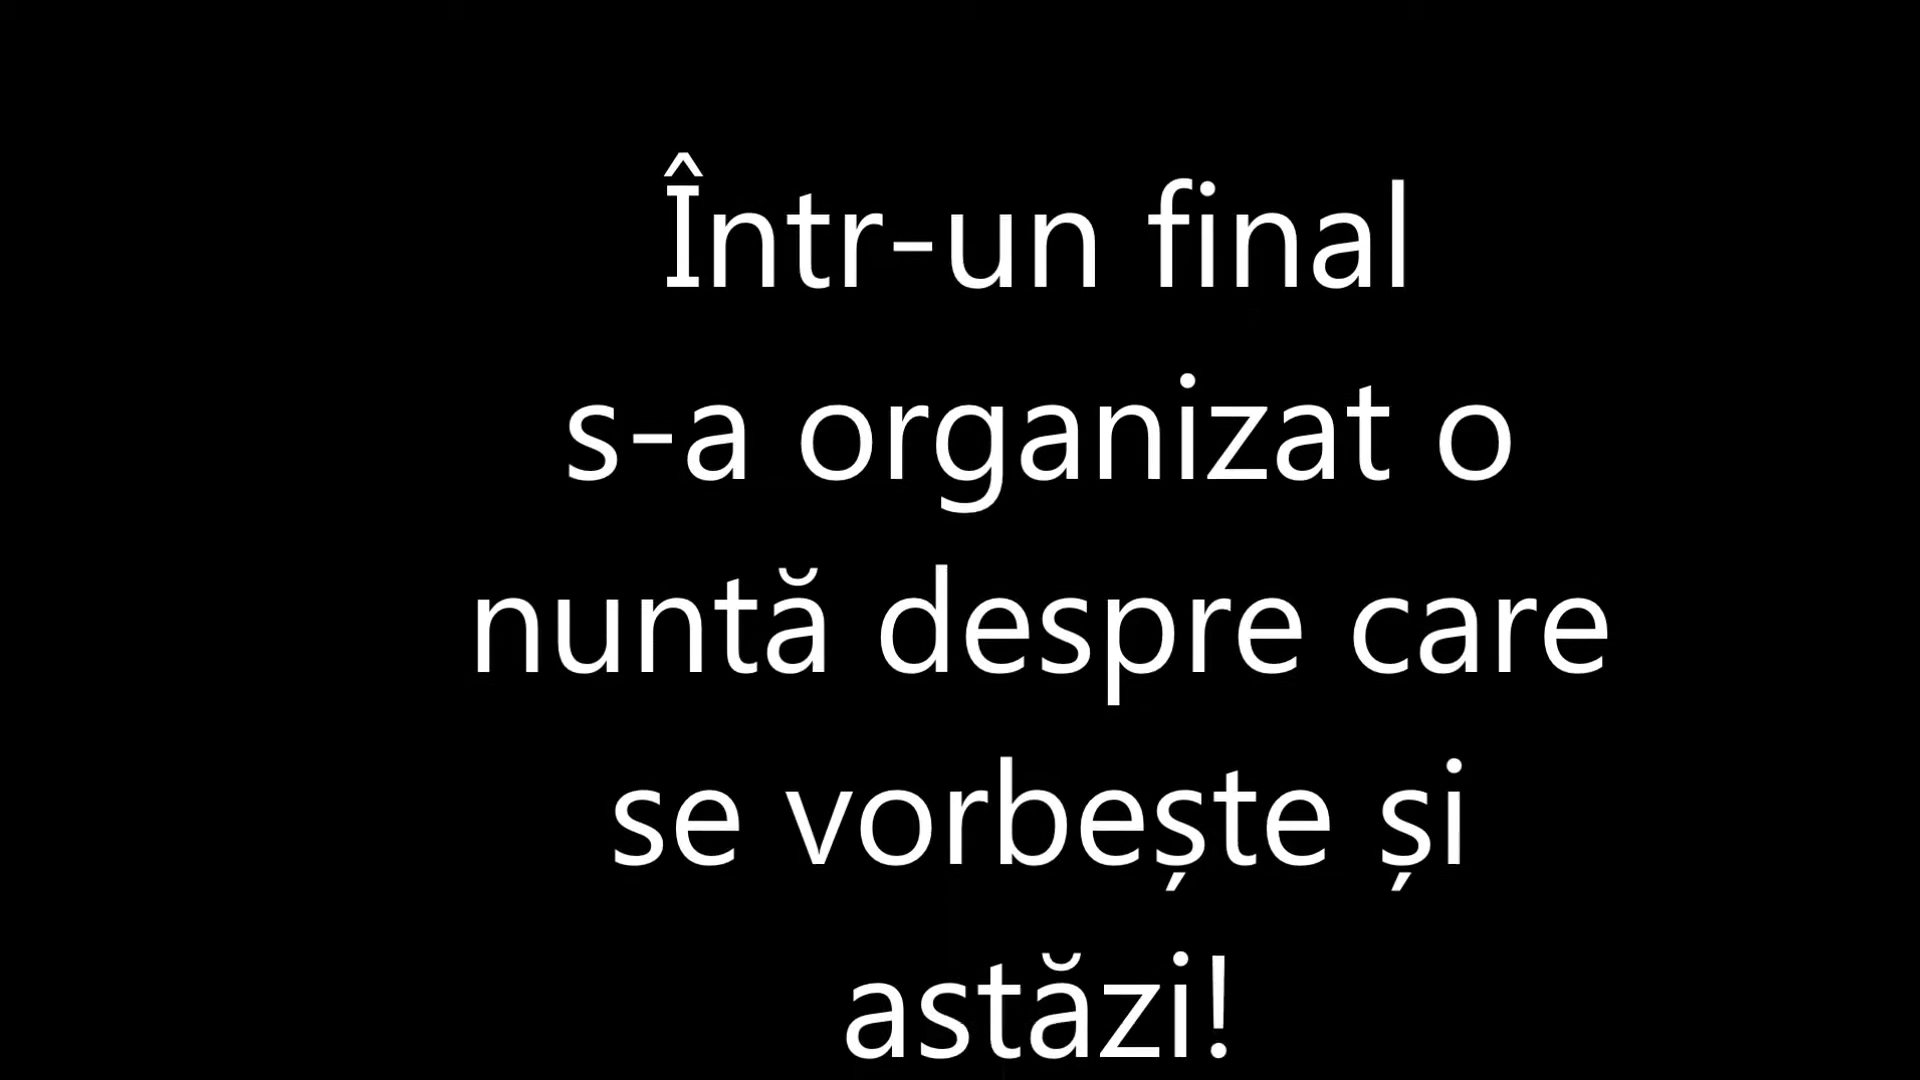 Într-un final
s-a organizat o
nuntă despre care
se vorbește și
astăzi!